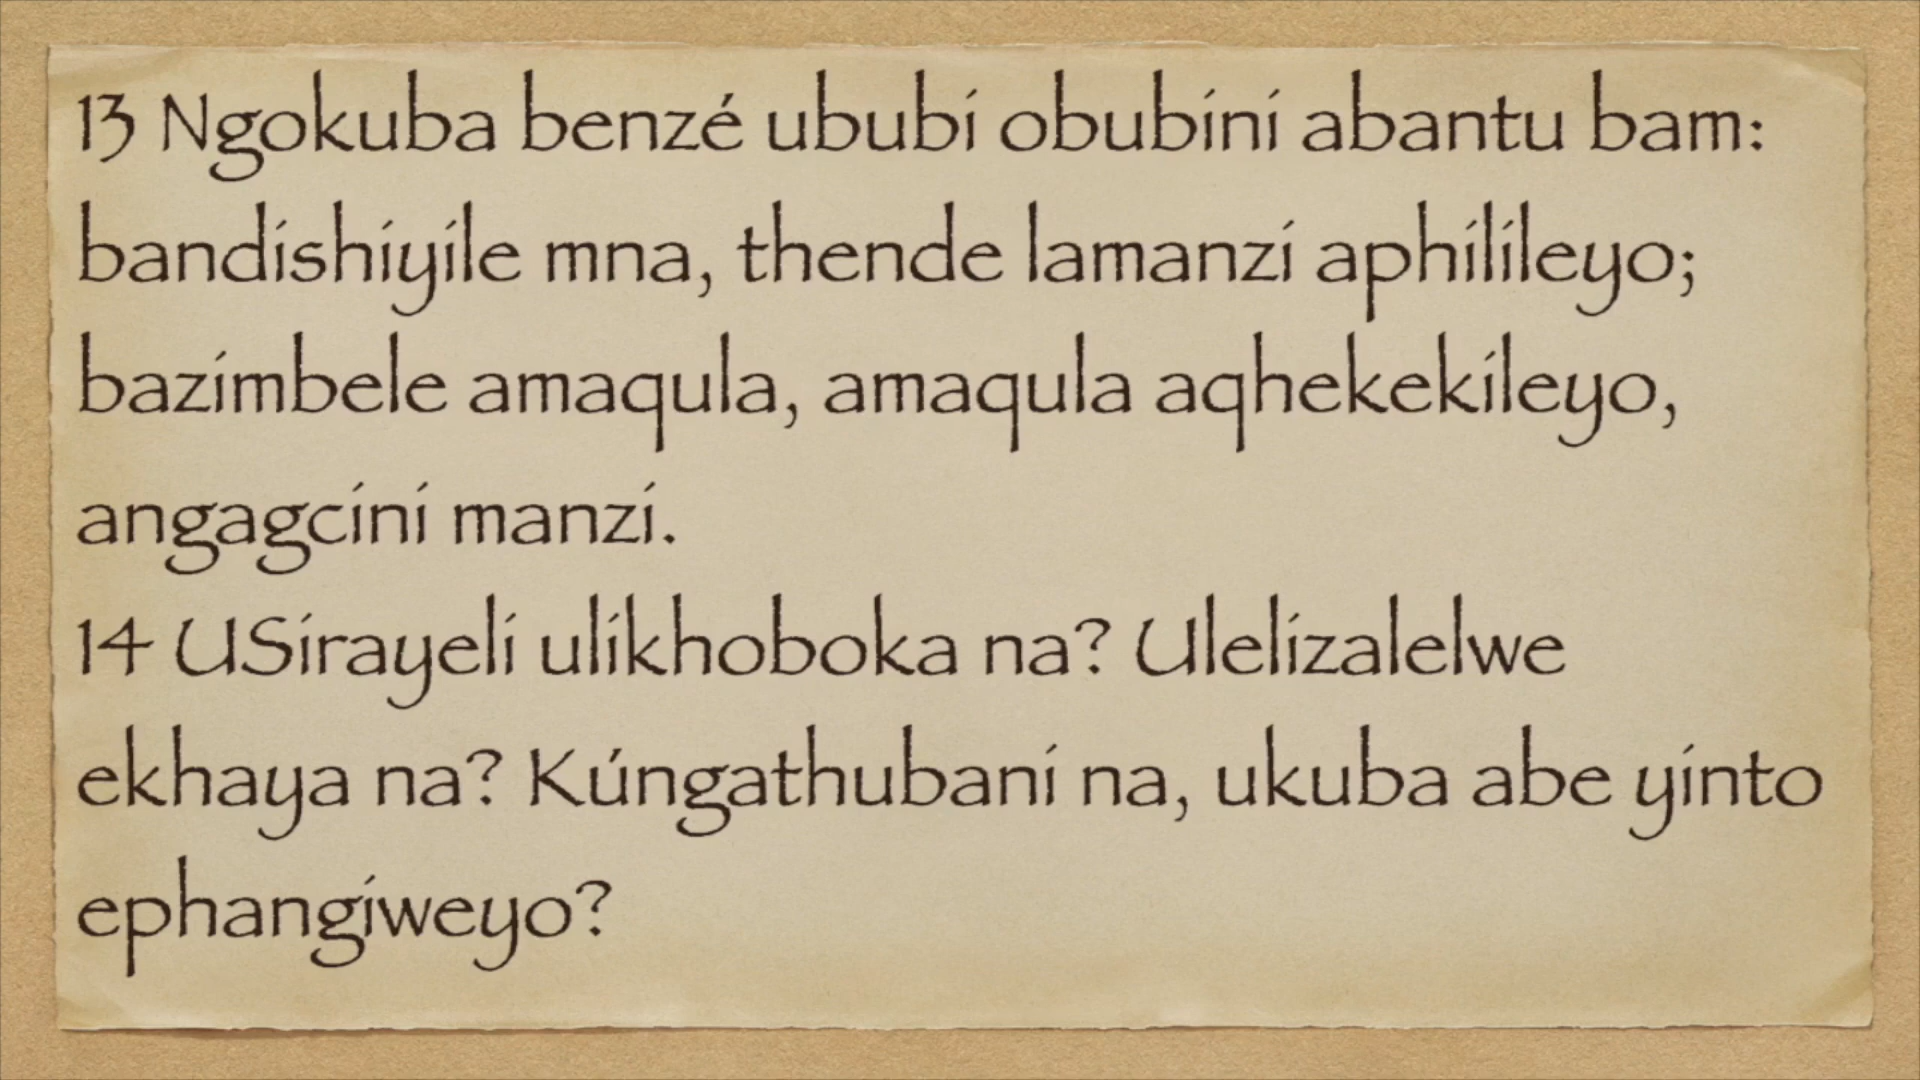 13 Ngokuba benzé ububi obubini abantu bam:
bandishiyile mna, thende lamanzi aphilileyo;
bazimbele amaqula, amaqula aqhekekileyo,
angagcini manzi.
14 USirayeli ulikhoboka na? Ulelizalelwe
ekhaya na? Kúngathubani na, ukuba abe yinto
ephangiweyo?